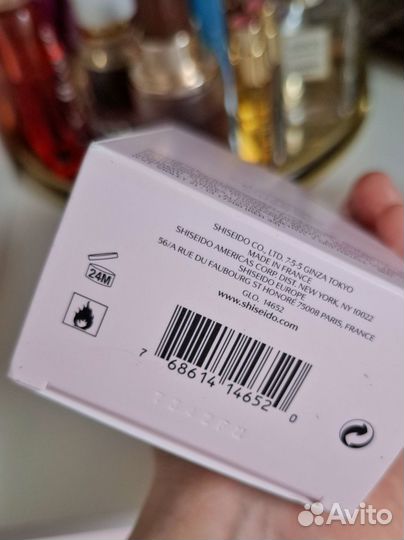 SHISEIDO CO., LTD. 7-5-5 GINZA TOKYO
MADE IN FRANCE
SHISEIDO AMERICAS CORP. DIST. NEW YORK, NY 10022
SHISEIDO EUROPE
56/A RUE DU FAUBOURG ST HONORÉ 75008 PARIS, FRANCE
www.shiseido.com
GLO. 14652
24M
7 68614 14652 0
Avito